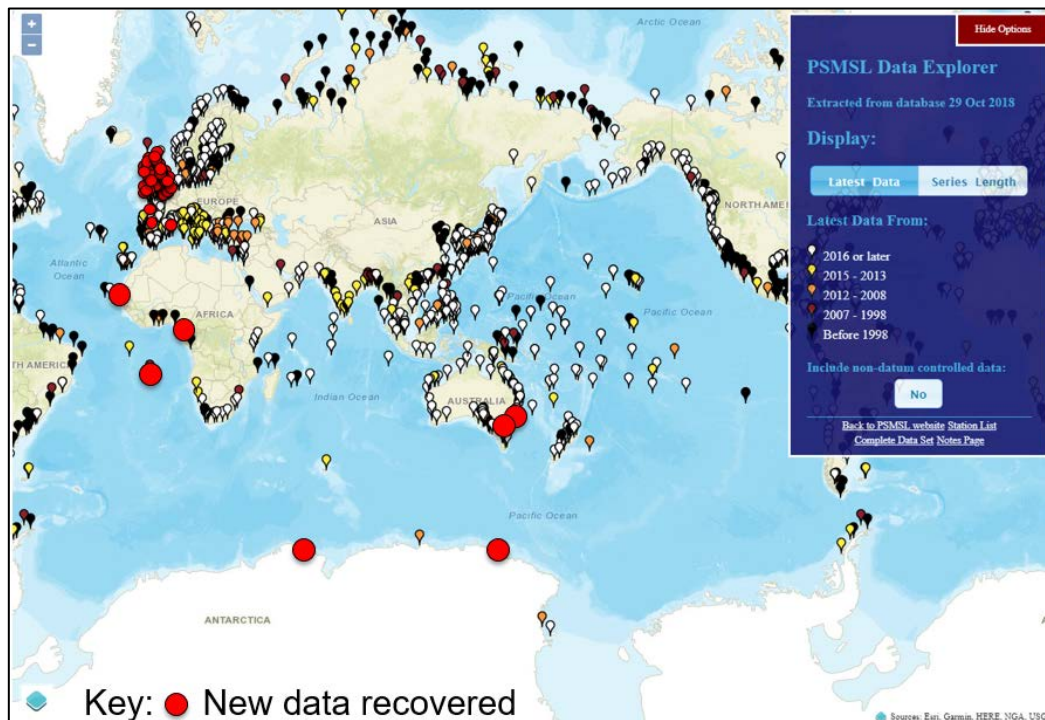 +
−
Arctic Ocean
Hide Options
PSMSL Data Explorer
Extracted from database 29 Oct 2018
Display:
Latest Data
Series Length
Latest Data From:
2016 or later
2015 - 2013
2012 - 2008
2007 - 1998
Before 1998
Include non-datum controlled data:
No
Back to PSMSL website Station List
Complete Data Set Notes Page
EUROPE
ASIA
NORTH AMERI
Atlantic
Ocean
AFRICA
Pacific Ocean
Pacific Ocean
TH AMERICA
Indian Ocean
AUSTRALIA
Pacific Ocean
ANTARCTICA
A
Key: New data recovered
Sources: Esri, Garmin, HERE, NGA, USG